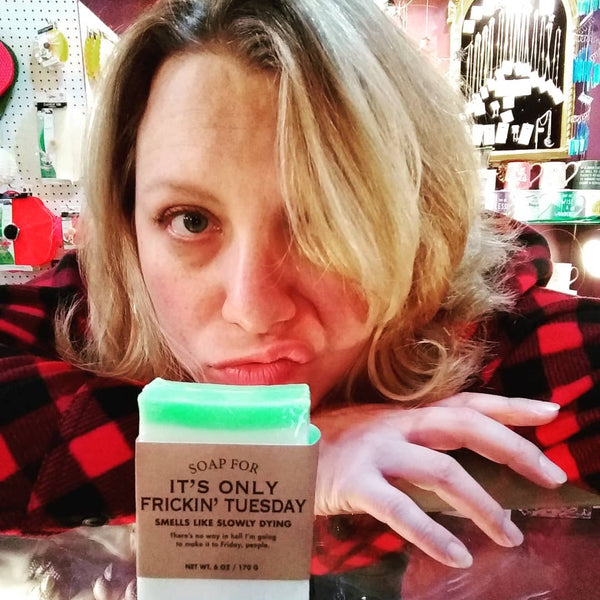 SOAP FOR
IT'S ONLY
FRICKIN' TUESDAY
SMELLS LIKE SLOWLY DYING
There's no way in hell I'm going
to make it to Friday, people.
NET WT. 6 OZ / 170 G